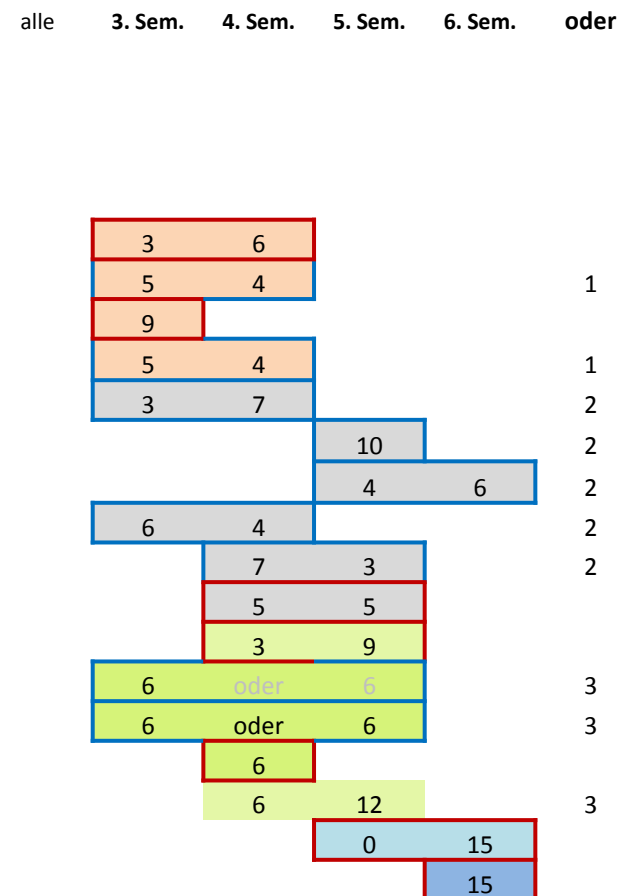 alle 3. Sem. 4. Sem. 5. Sem. 6. Sem. oder
3 6
5 4 1
9
5 4 1
3 7 2
10 2
4 6 2
6 4 2
7 3 2
5 5
3 9
6 oder 6 3
6 oder 6 3
6
6 12 3
0 15
15